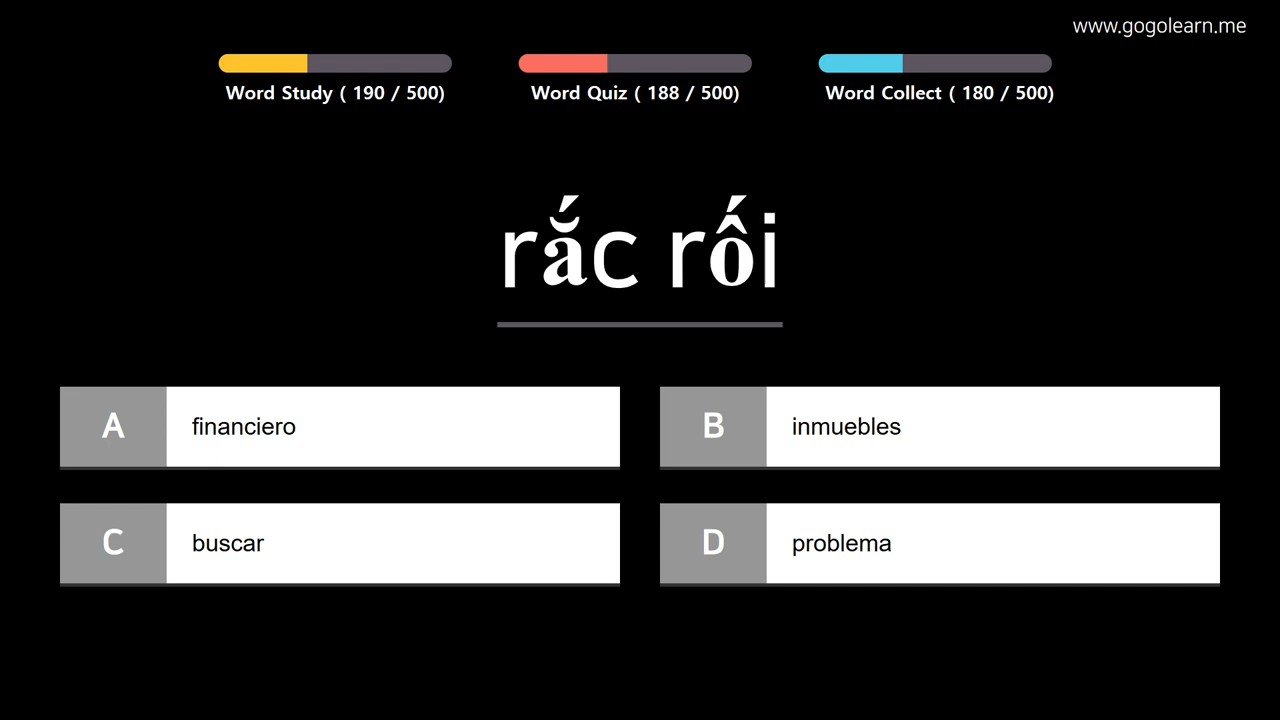 www.gogolearn.me
Word Study ( 190 / 500)
Word Quiz ( 188 / 500)
Word Collect ( 180 / 500)
rắc rối
A
financiero
B
inmuebles
C
buscar
D
problema